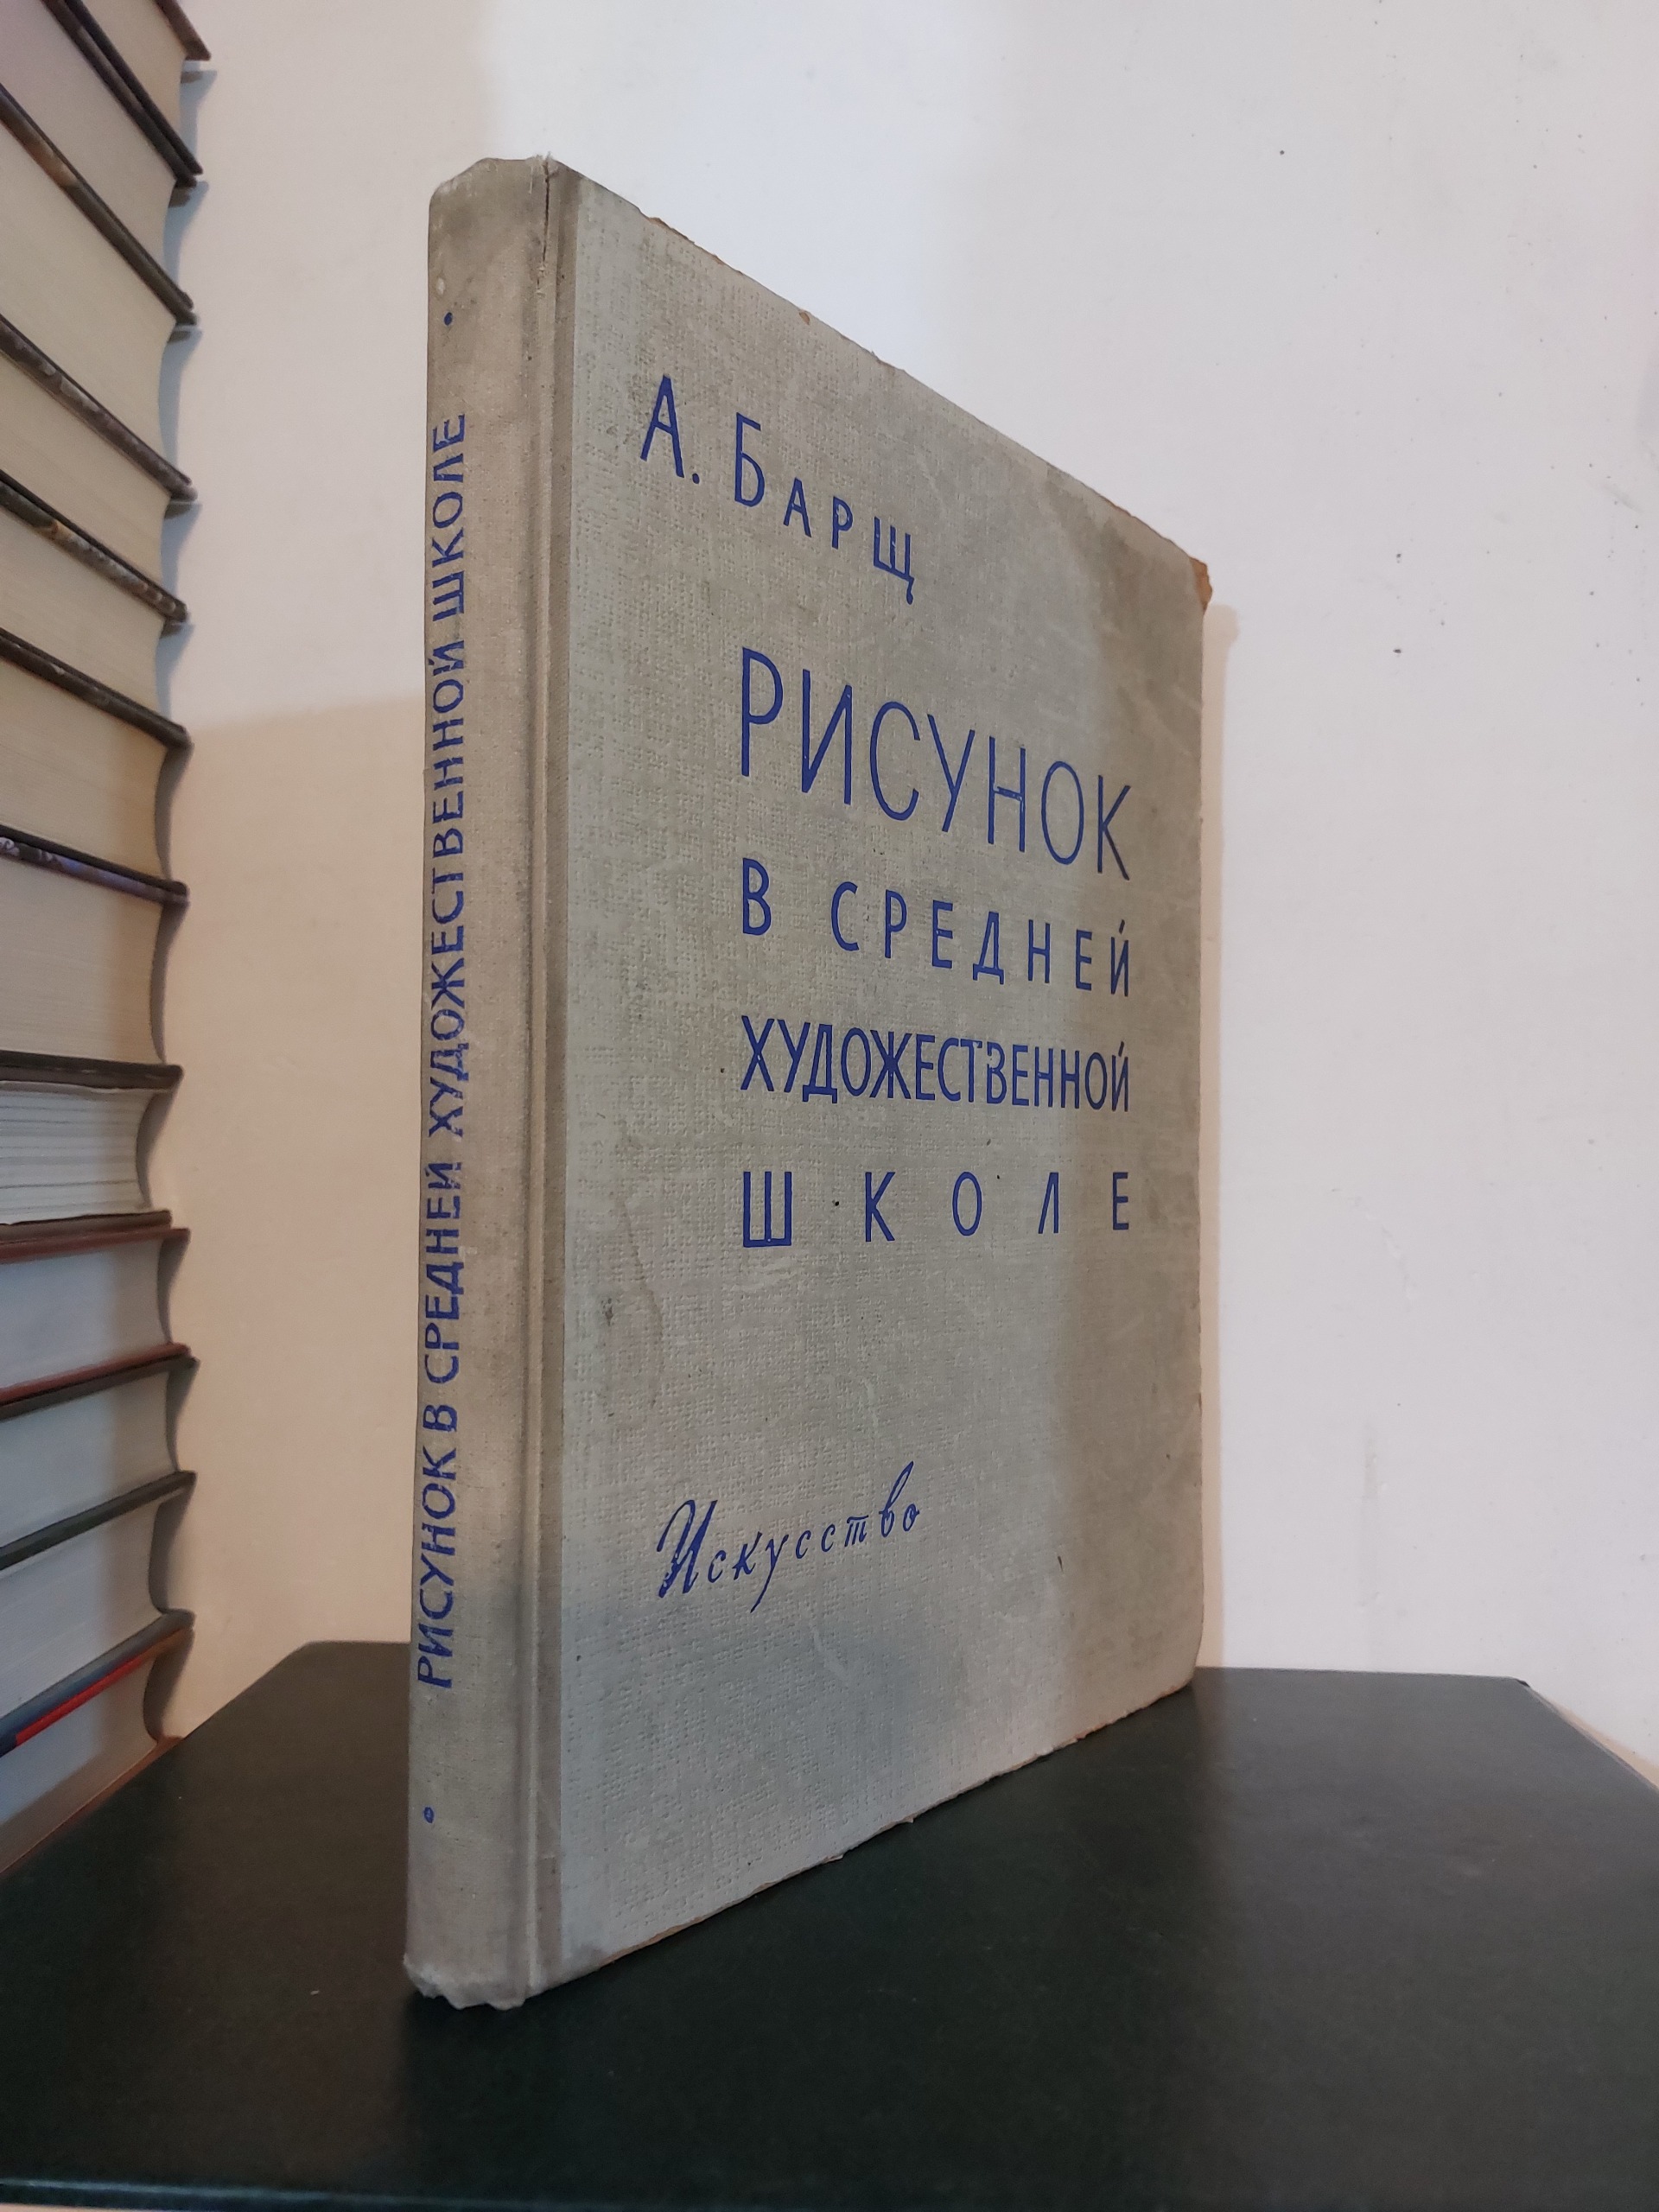 А. БАРЩ
РИСУНОК
В СРЕДНЕЙ
ХУДОЖЕСТВЕННОЙ
ШКОЛЕ
Искусство
РИСУНОК В СРЕДНЕЙ ХУДОЖЕСТВЕННОЙ ШКОЛЕ